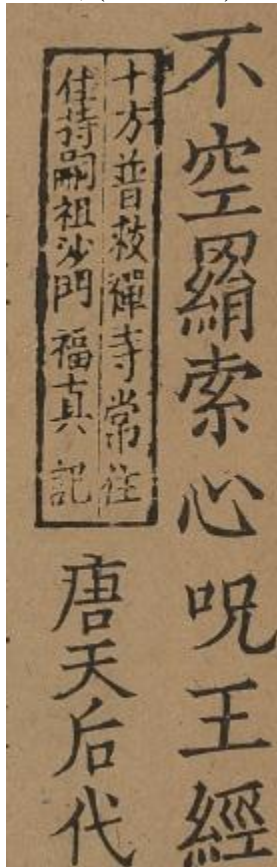 不空羂索心呪王經
十方普救禪寺常住
住持嗣祖沙門福真記
唐天后代